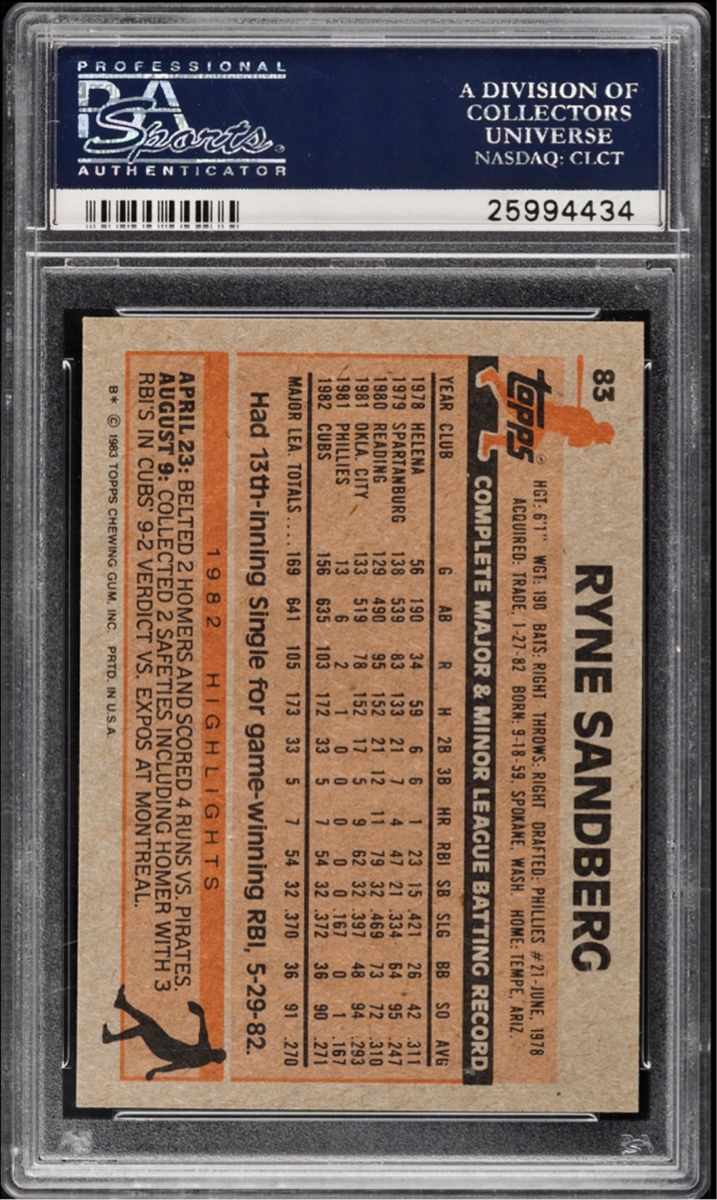 PROFESSIONAL
PSA
Sports.
AUTHENTICATOR
A DIVISION OF
COLLECTORS
UNIVERSE
NASDAQ: CLCT
25994434
83
RYNE SANDBERG
topps
HGT: 6'1" WGT: 190 BATS: RIGHT THROWS: RIGHT DRAFTED: PHILLIES #21-JUNE, 1978
ACQUIRED: TRADE, 1-27-82 BORN: 9-18-59, SPOKANE, WASH. HOME: TEMPE, ARIZ.
COMPLETE MAJOR & MINOR LEAGUE BATTING RECORD
YEAR CLUB G AB R H 2B 3B HR RBI SB SLG BB SO AVG
1978 HELENA 56 190 34 59 6 6 1 23 15 .421 26 42 .311
1979 SPARTANBURG 138 539 83 133 21 7 4 47 21 .334 64 95 .247
1980 READING 129 490 95 152 21 12 11 79 32 .469 73 72 .310
1981 OKLA. CITY 133 519 78 152 17 5 9 62 32 .397 48 94 .293
1981 PHILLIES 13 6 2 1 0 0 0 0 0 .167 0 1 .167
1982 CUBS 156 635 103 172 33 5 7 54 32 .372 36 90 .271
MAJOR LEA. TOTALS .... 169 641 105 173 33 5 7 54 32 .370 36 91 .270
Had 13th-inning Single for game-winning RBI, 5-29-82.
1982 HIGHLIGHTS
APRIL 23: BELTED 2 HOMERS AND SCORED 4 RUNS VS. PIRATES.
AUGUST 9: COLLECTED 2 SAFETIES INCLUDING HOMER WITH 3
RBI'S IN CUBS' 9-2 VERDICT VS. EXPOS AT MONTREAL.
B* © 1983 TOPPS CHEWING GUM, INC. PRTD. IN U.S.A.